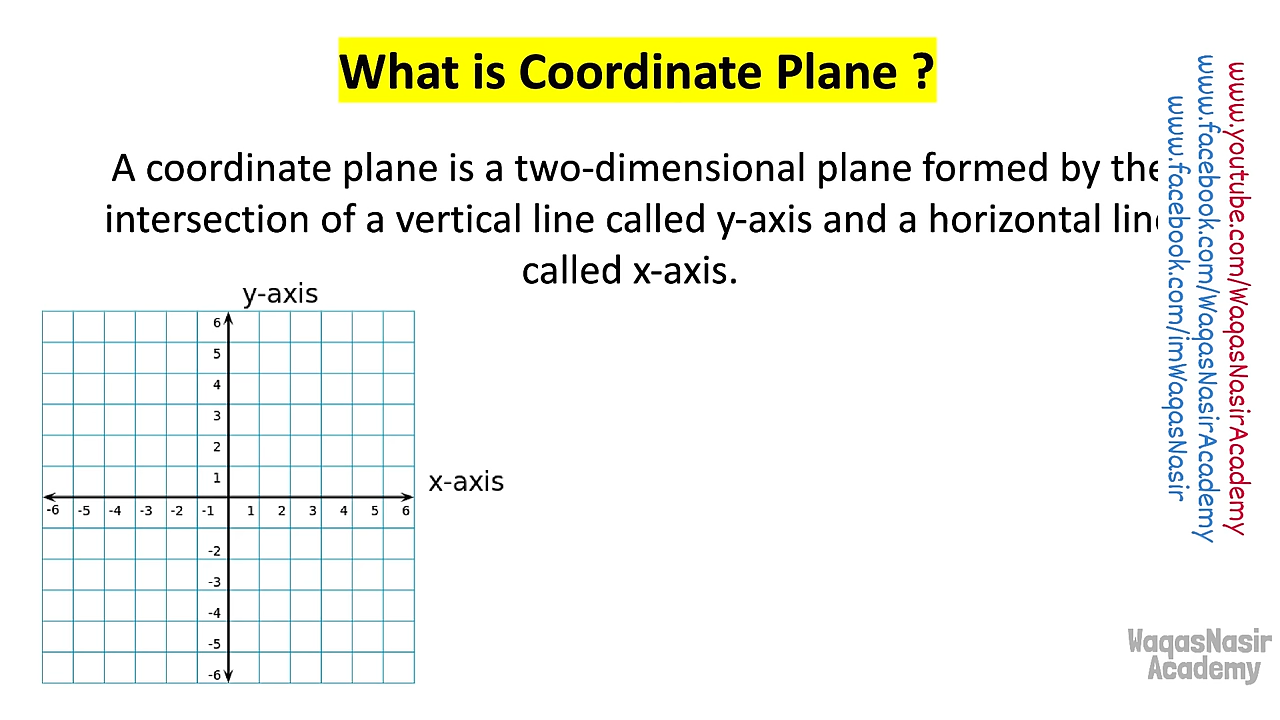 What is Coordinate Plane ?
A coordinate plane is a two-dimensional plane formed by the
intersection of a vertical line called y-axis and a horizontal line
called x-axis.
y-axis
6
5
4
3
2
1
x-axis
-6 -5 -4 -3 -2 -1 1 2 3 4 5 6
-2
-3
-4
-5
-6
www.youtube.com/WaqasNasirAcademy
www.facebook.com/WaqasNasirAcademy
www.facebook.com/imWaqasNasir
WaqasNasir
Academy